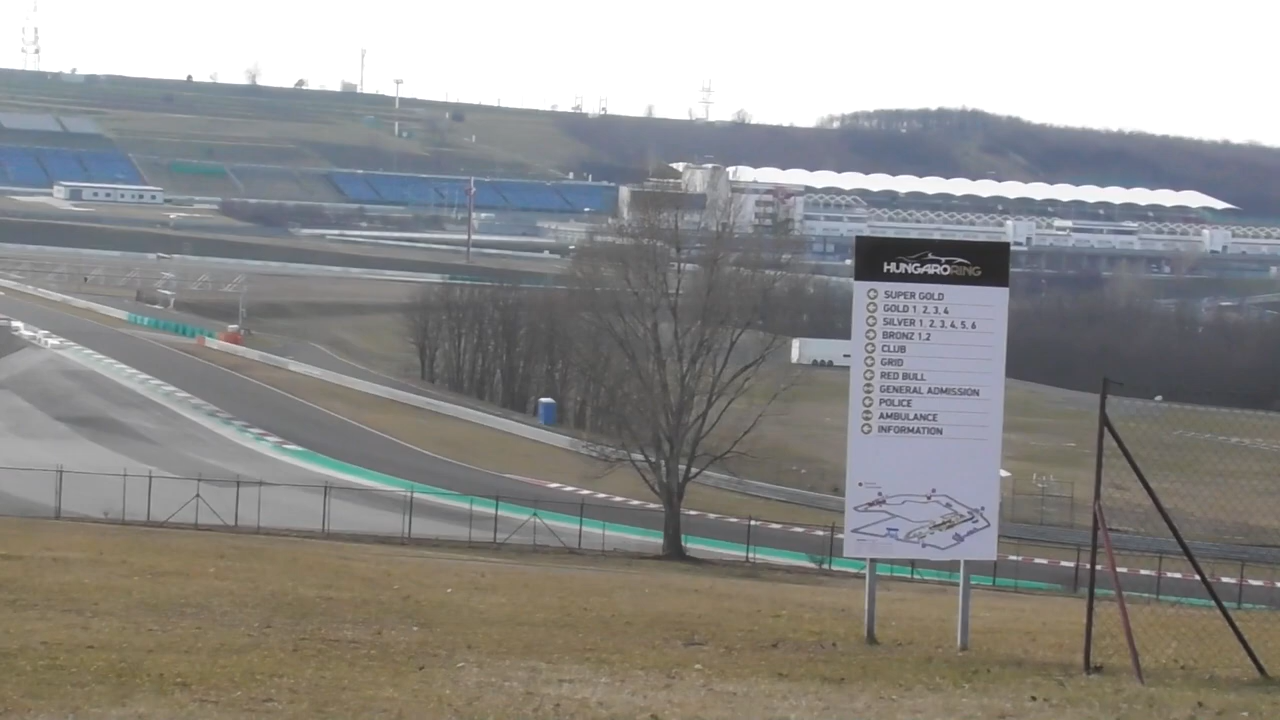 HUNGARORING
SUPER GOLD
GOLD 1, 2, 3, 4
SILVER 1, 2, 3, 4, 5, 6
BRONZ 1,2
CLUB
GRID
RED BULL
GENERAL ADMISSION
POLICE
AMBULANCE
INFORMATION